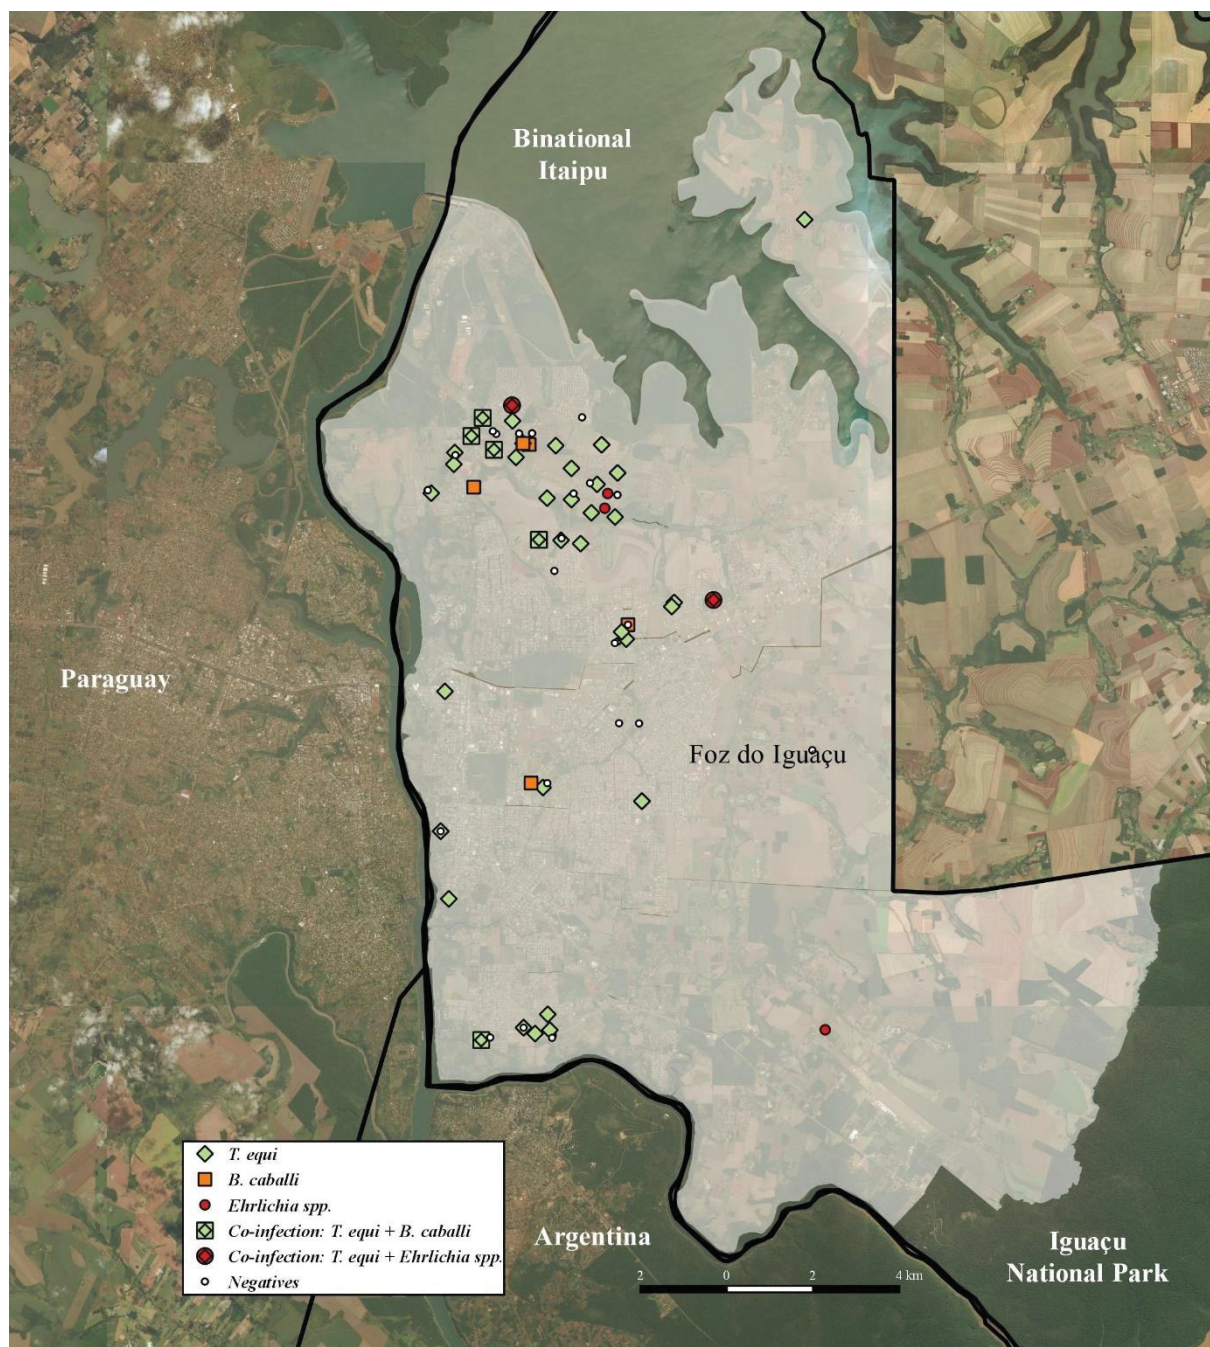 Binational
Itaipu
Paraguay
Foz do Iguaçu
T. equi
B. caballi
Ehrlichia spp.
Co-infection: T. equi + B. caballi
Co-infection: T. equi + Ehrlichia spp.
Negatives
Argentina
Iguaçu
National Park
2 0 2 4 km